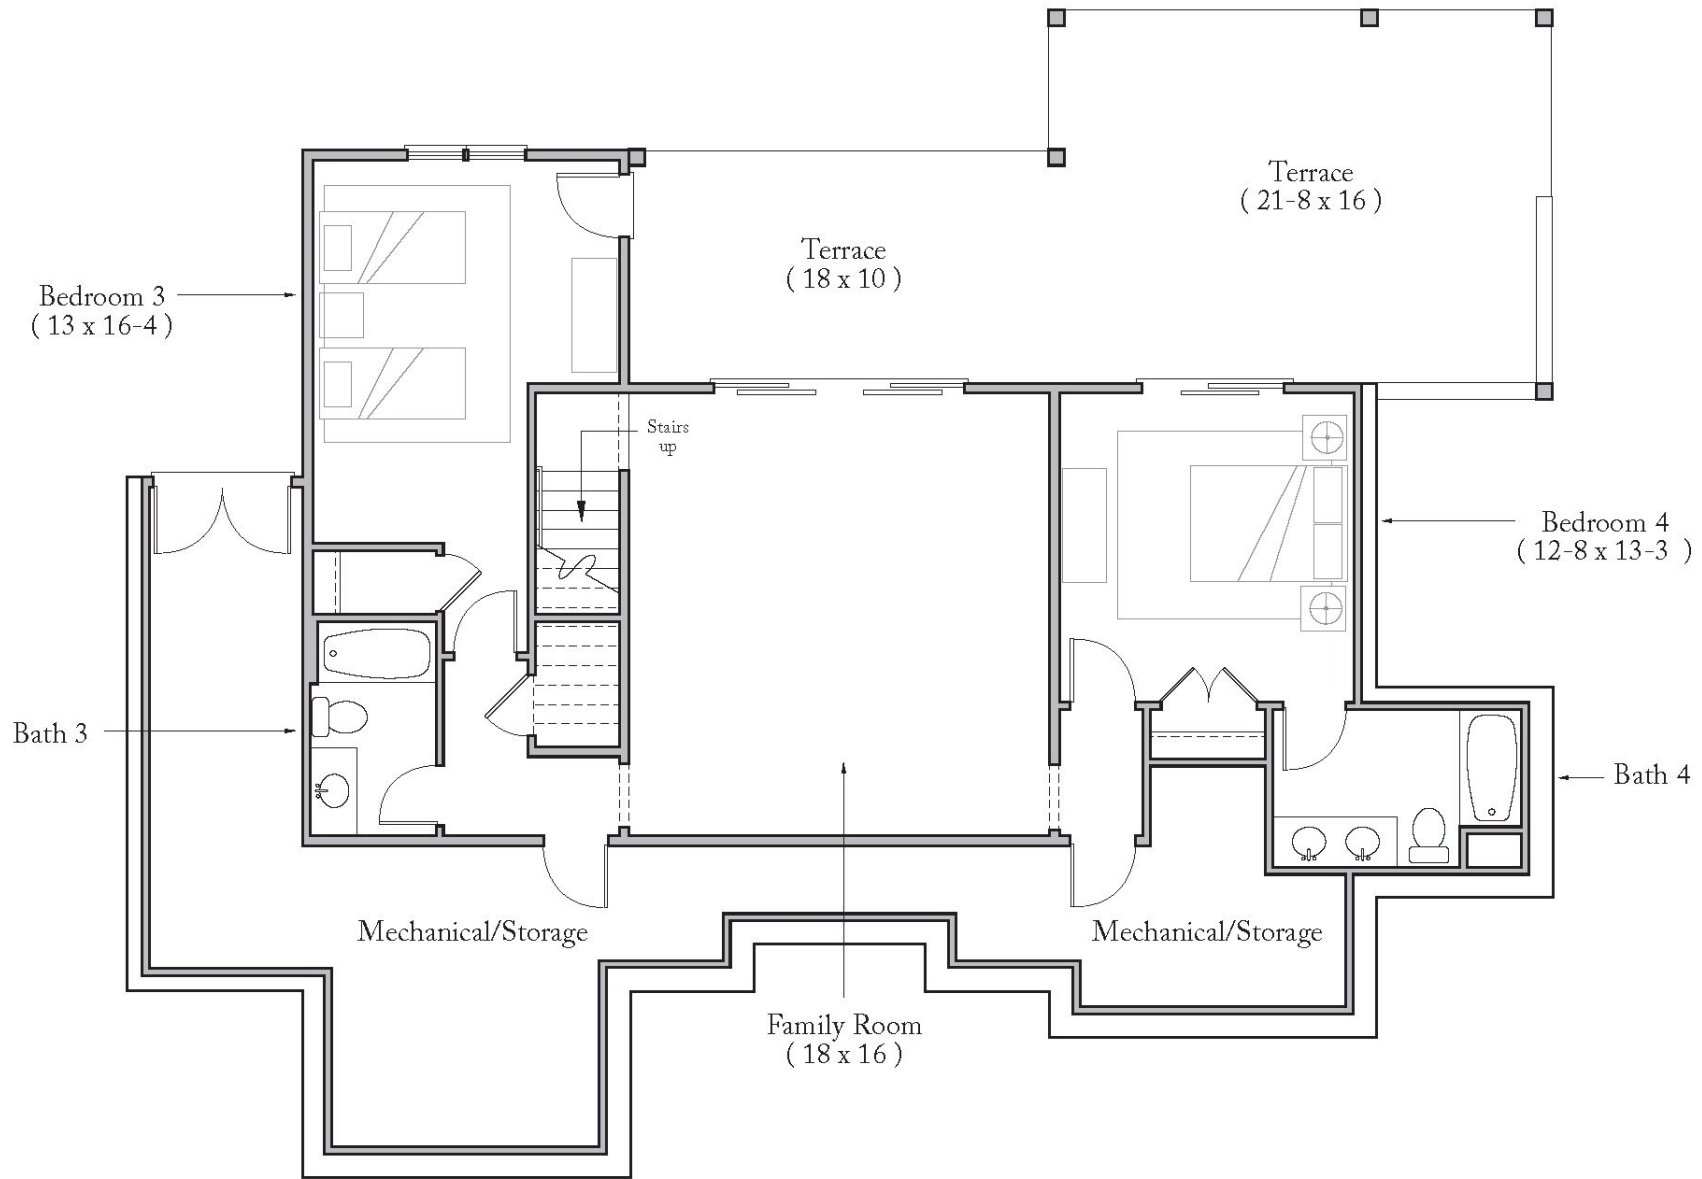 Terrace
( 21-8 x 16 )
Terrace
( 18 x 10 )
Bedroom 3
( 13 x 16-4 )
Stairs
up
Bedroom 4
( 12-8 x 13-3 )
Bath 3
Bath 4
Mechanical/Storage
Mechanical/Storage
Family Room
( 18 x 16 )